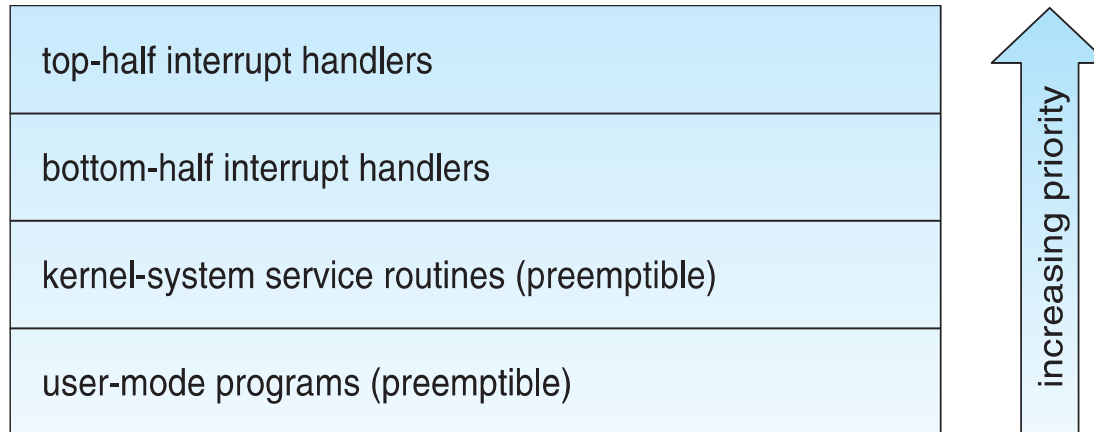 top-half interrupt handlers
bottom-half interrupt handlers
kernel-system service routines (preemptible)
user-mode programs (preemptible)
increasing priority